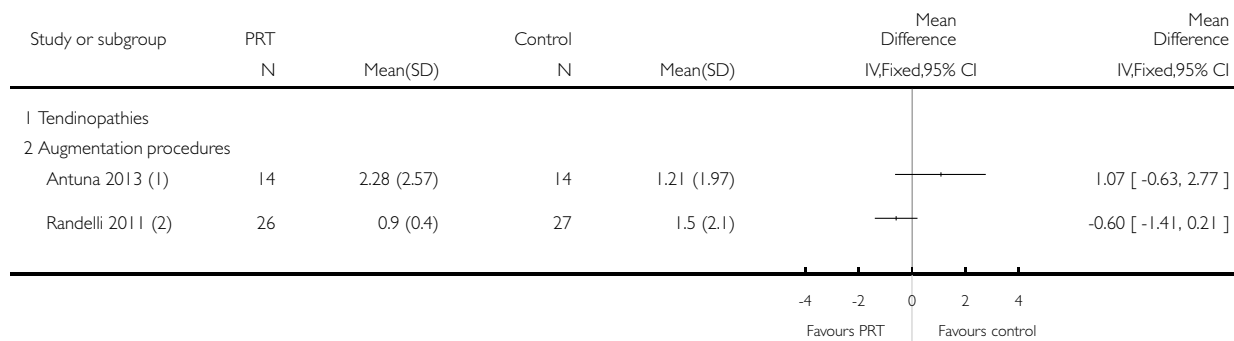 Study or subgroup PRT Control Mean Difference Mean Difference
N Mean(SD) N Mean(SD) IV,Fixed,95% CI IV,Fixed,95% CI
1 Tendinopathies
2 Augmentation procedures
Antuna 2013 (1) 14 2.28 (2.57) 14 1.21 (1.97) 1.07 [ -0.63, 2.77 ]
Randelli 2011 (2) 26 0.9 (0.4) 27 1.5 (2.1) -0.60 [ -1.41, 0.21 ]
-4 -2 0 2 4
Favours PRT Favours control